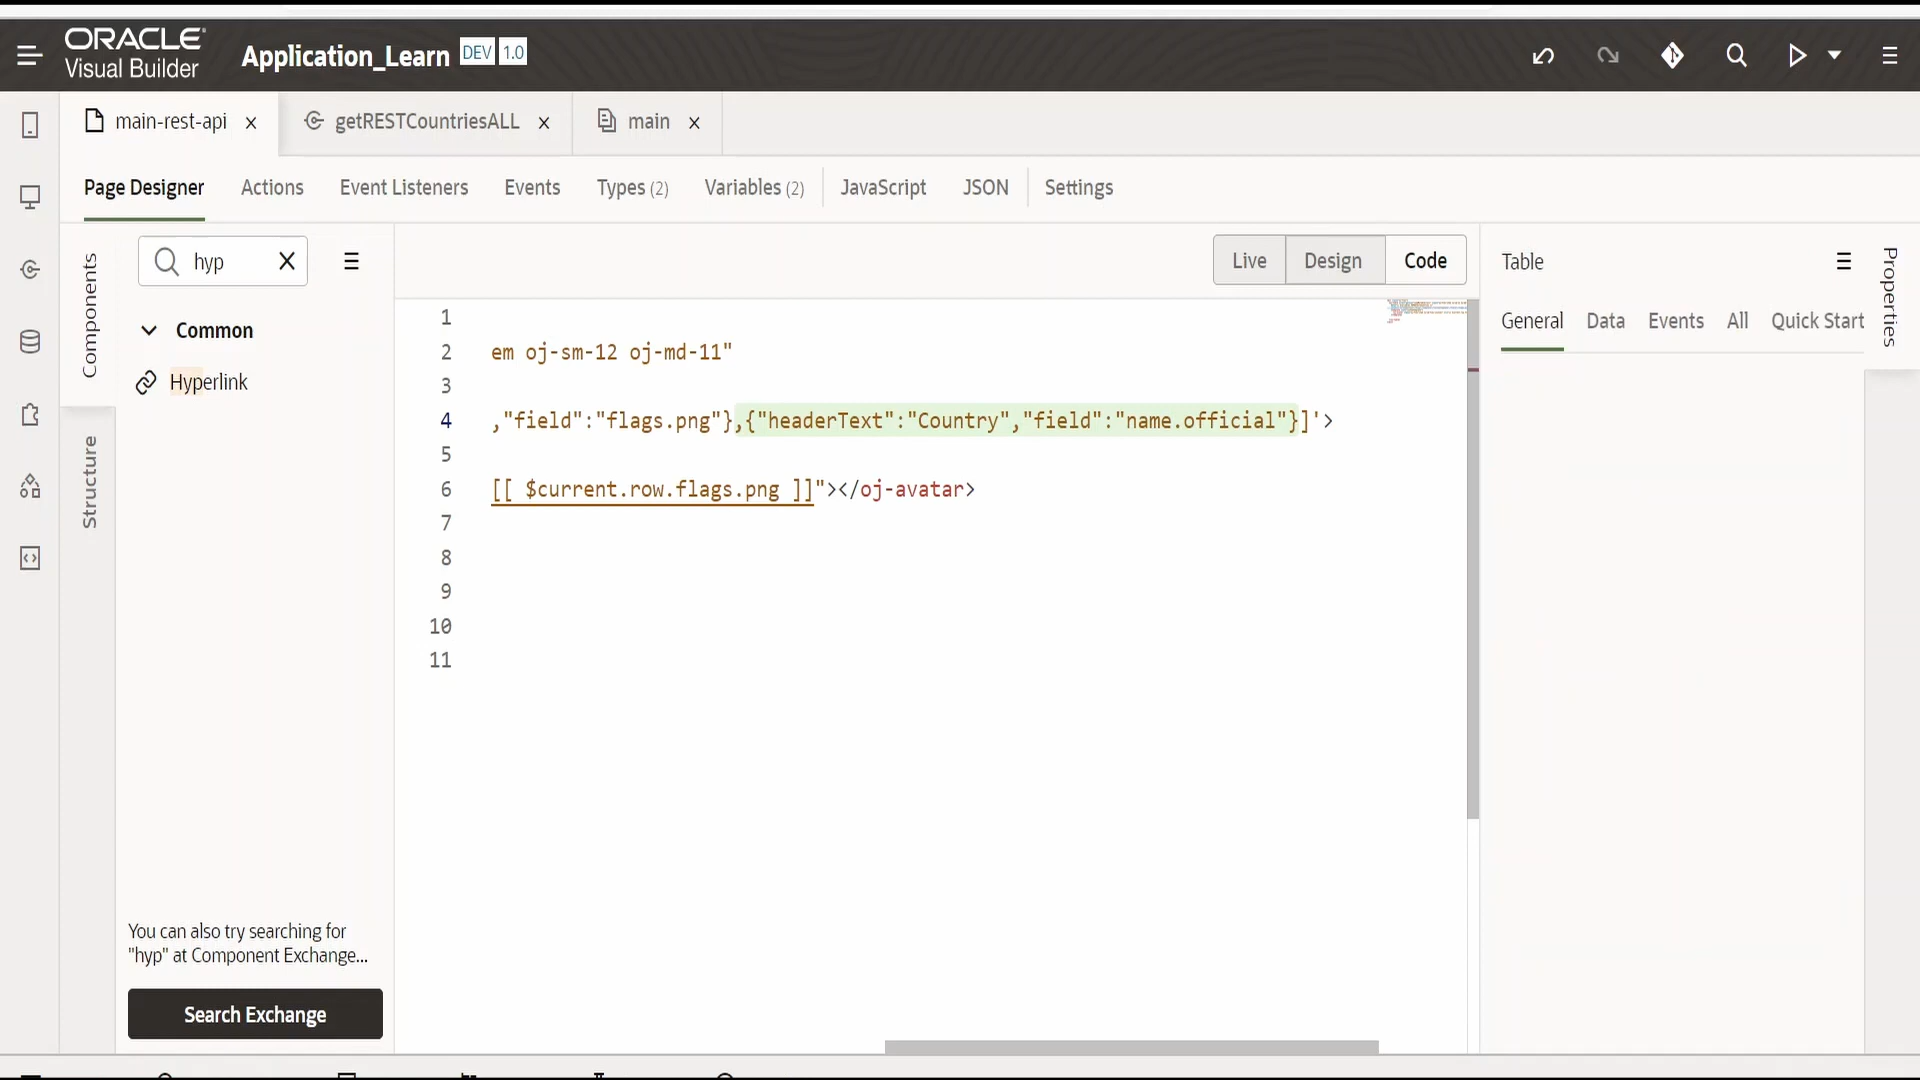 ORACLE
Visual Builder
Application_Learn DEV 1.0
main-rest-api x getRESTCountriesALL x main x
Page Designer Actions Event Listeners Events Types (2) Variables (2) JavaScript JSON Settings
Components
Structure
hyp
Common
Hyperlink
You can also try searching for
"hyp" at Component Exchange...
Search Exchange
Live Design Code
1
2 em oj-sm-12 oj-md-11"
3
4 ,"field":"flags.png"},{"headerText":"Country","field":"name.official"}]'>
5
6 [[ $current.row.flags.png ]]"></oj-avatar>
7
8
9
10
11
Table
General Data Events All Quick Start
Properties